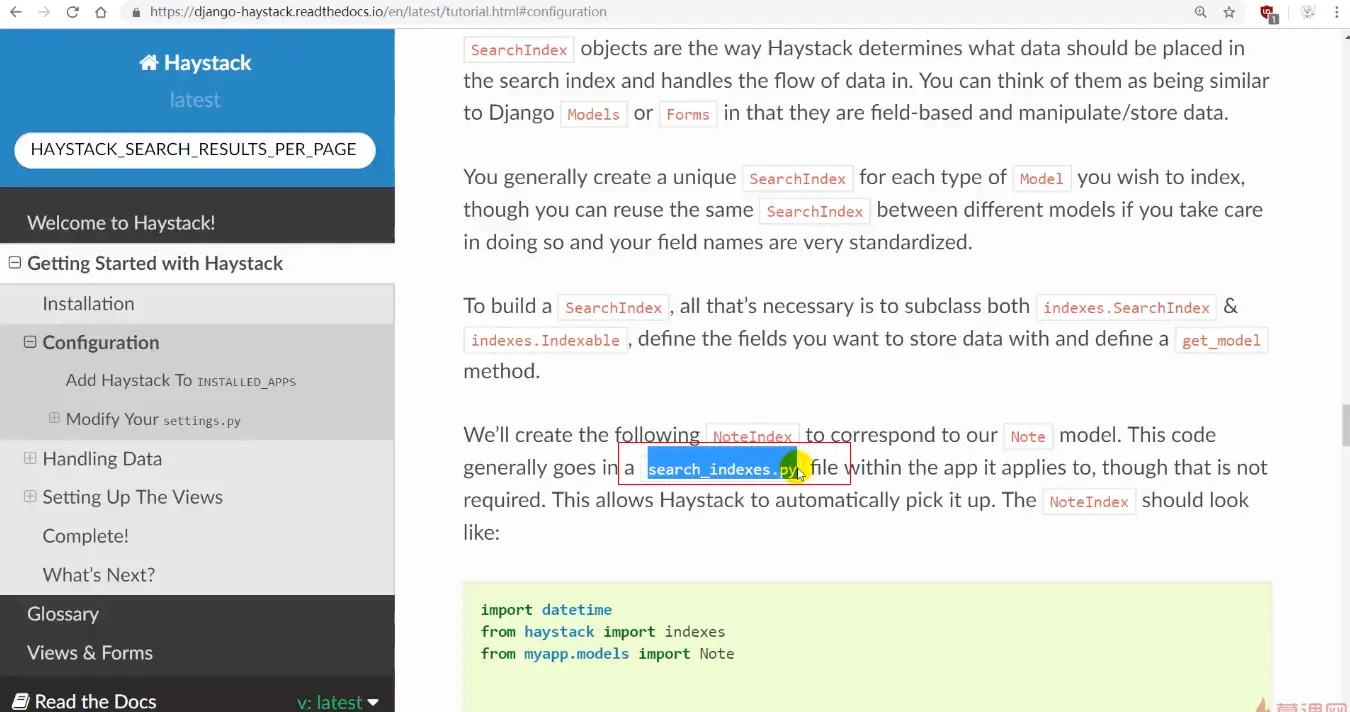 https://django-haystack.readthedocs.io/en/latest/tutorial.html#configuration
1
Haystack
latest
HAYSTACK_SEARCH_RESULTS_PER_PAGE
Welcome to Haystack!
Getting Started with Haystack
Installation
Configuration
Add Haystack To INSTALLED_APPS
Modify Your settings.py
Handling Data
Setting Up The Views
Complete!
What's Next?
Glossary
Views & Forms
Read the Docs
v: latest
SearchIndex objects are the way Haystack determines what data should be placed in
the search index and handles the flow of data in. You can think of them as being similar
to Django Models or Forms in that they are field-based and manipulate/store data.
You generally create a unique SearchIndex for each type of Model you wish to index,
though you can reuse the same SearchIndex between different models if you take care
in doing so and your field names are very standardized.
To build a SearchIndex, all that's necessary is to subclass both indexes.SearchIndex &
indexes.Indexable, define the fields you want to store data with and define a get_model
method.
We'll create the following NoteIndex to correspond to our Note model. This code
generally goes in a search_indexes.py file within the app it applies to, though that is not
required. This allows Haystack to automatically pick it up. The NoteIndex should look
like:
import datetime
from haystack import indexes
from myapp.models import Note